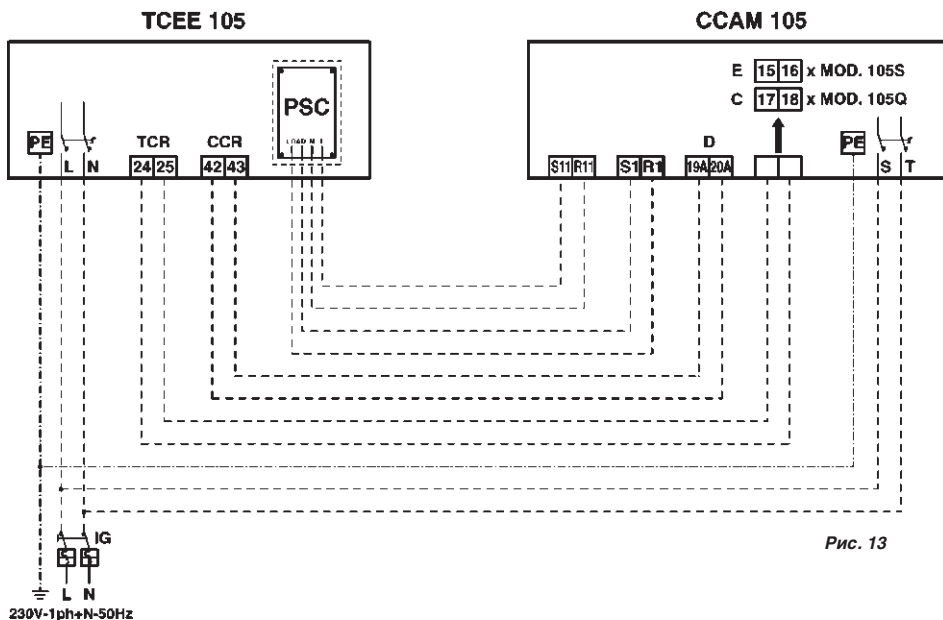 TCEE 105
CCAM 105
E 15 16 x MOD. 105S
C 17 18 x MOD. 105Q
PSC
LOAD N L
PE
L N
TCR
24 25
CCR
42 43
S11 R11
S1 R1
D
19A 20A
PE
S T
IG
L N
230V-1ph+N-50Hz
Рис. 13